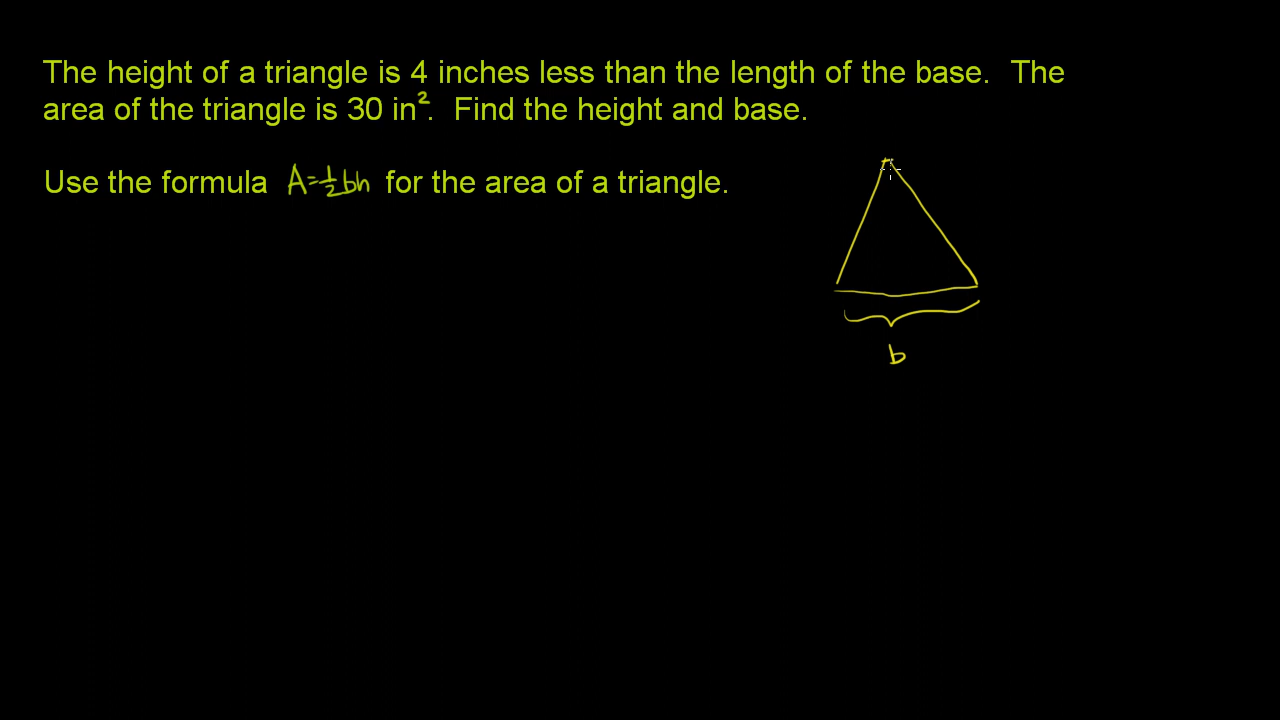 The height of a triangle is 4 inches less than the length of the base. The
area of the triangle is 30 in². Find the height and base.
Use the formula A=½bh for the area of a triangle.
b